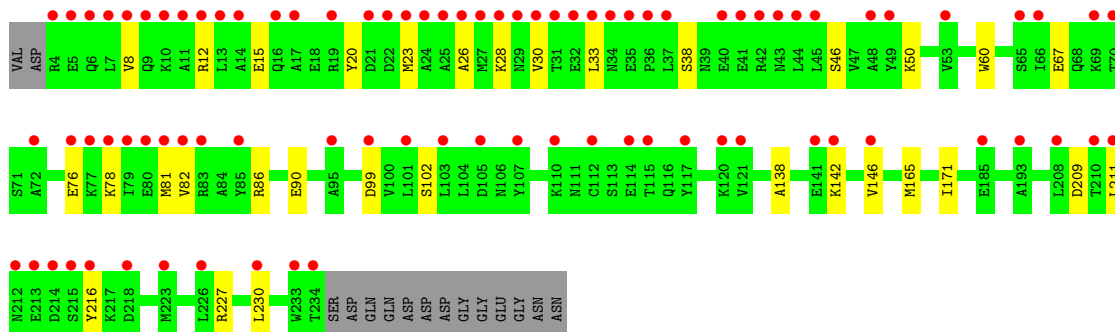 VAL ASP R4 E5 Q6 L7 V8 Q9 K10 A11 R12 L13 A14 E15 Q16 A17 E18 R19 Y20 D21 D22 M23 A24 A25 A26 M27 K28 N29 V30 T31 E32 L33 N34 E35 P36 L37 S38 N39 E40 E41 R42 N43 L44 L45 S46 V47 A48 Y49 K50 V53 W60 S65 I66 E67 Q68 K69 T70
S71 A72 E76 K77 K78 I79 E80 M81 V82 R83 A84 Y85 R86 E90 A95 D99 V100 L101 S102 L103 L104 D105 N106 Y107 K110 N111 C112 S113 E114 T115 Q116 Y117 K120 V121 A138 E141 K142 V146 M165 I171 E185 A193 L208 D209 T210 L211
N212 E213 D214 S215 Y216 K217 D218 M223 L226 R227 L230 W233 T234 SER ASP GLN GLN ASP ASP ASP GLY GLY GLU GLY ASN ASN